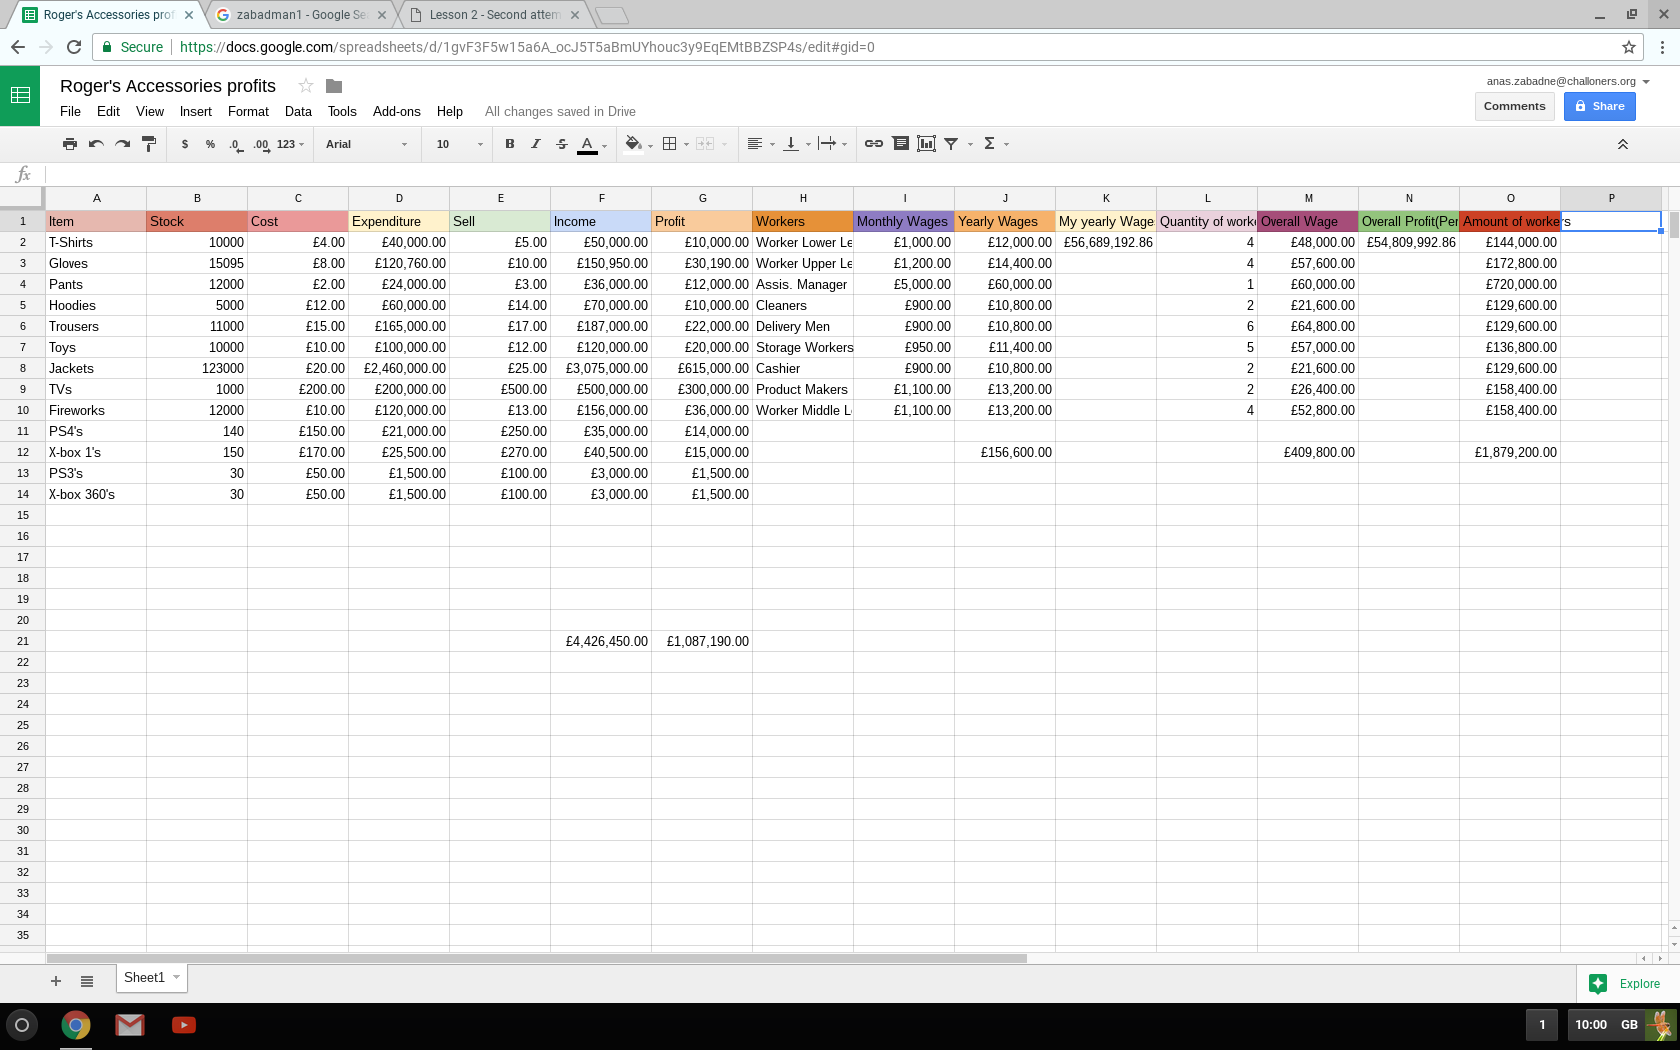 Roger's Accessories prof
zabadman1 - Google Se
Lesson 2 - Second attem
Secure https://docs.google.com/spreadsheets/d/1gvF3F5w15a6A_ocJ5T5aBmUYhouc3y9EqEMtBBZSP4s/edit#gid=0
Roger's Accessories profits
anas.zabadne@challoners.org
File Edit View Insert Format Data Tools Add-ons Help All changes saved in Drive
Comments Share
$ % .0 .00 123 Arial 10 B I S A Σ
fx
A B C D E F G H I J K L M N O P
1 Item Stock Cost Expenditure Sell Income Profit Workers Monthly Wages Yearly Wages My yearly Wage Quantity of worke Overall Wage Overall Profit(Per Amount of workers
2 T-Shirts 10000 £4.00 £40,000.00 £5.00 £50,000.00 £10,000.00 Worker Lower Le £1,000.00 £12,000.00 £56,689,192.86 4 £48,000.00 £54,809,992.86 £144,000.00
3 Gloves 15095 £8.00 £120,760.00 £10.00 £150,950.00 £30,190.00 Worker Upper Le £1,200.00 £14,400.00 4 £57,600.00 £172,800.00
4 Pants 12000 £2.00 £24,000.00 £3.00 £36,000.00 £12,000.00 Assis. Manager £5,000.00 £60,000.00 1 £60,000.00 £720,000.00
5 Hoodies 5000 £12.00 £60,000.00 £14.00 £70,000.00 £10,000.00 Cleaners £900.00 £10,800.00 2 £21,600.00 £129,600.00
6 Trousers 11000 £15.00 £165,000.00 £17.00 £187,000.00 £22,000.00 Delivery Men £900.00 £10,800.00 6 £64,800.00 £129,600.00
7 Toys 10000 £10.00 £100,000.00 £12.00 £120,000.00 £20,000.00 Storage Workers £950.00 £11,400.00 5 £57,000.00 £136,800.00
8 Jackets 123000 £20.00 £2,460,000.00 £25.00 £3,075,000.00 £615,000.00 Cashier £900.00 £10,800.00 2 £21,600.00 £129,600.00
9 TVs 1000 £200.00 £200,000.00 £500.00 £500,000.00 £300,000.00 Product Makers £1,100.00 £13,200.00 2 £26,400.00 £158,400.00
10 Fireworks 12000 £10.00 £120,000.00 £13.00 £156,000.00 £36,000.00 Worker Middle L £1,100.00 £13,200.00 4 £52,800.00 £158,400.00
11 PS4's 140 £150.00 £21,000.00 £250.00 £35,000.00 £14,000.00
12 X-box 1's 150 £170.00 £25,500.00 £270.00 £40,500.00 £15,000.00 £156,600.00 £409,800.00 £1,879,200.00
13 PS3's 30 £50.00 £1,500.00 £100.00 £3,000.00 £1,500.00
14 X-box 360's 30 £50.00 £1,500.00 £100.00 £3,000.00 £1,500.00
15
16
17
18
19
20
21 £4,426,450.00 £1,087,190.00
22
23
24
25
26
27
28
29
30
31
32
33
34
35
Sheet1
Explore
1 10:00 GB